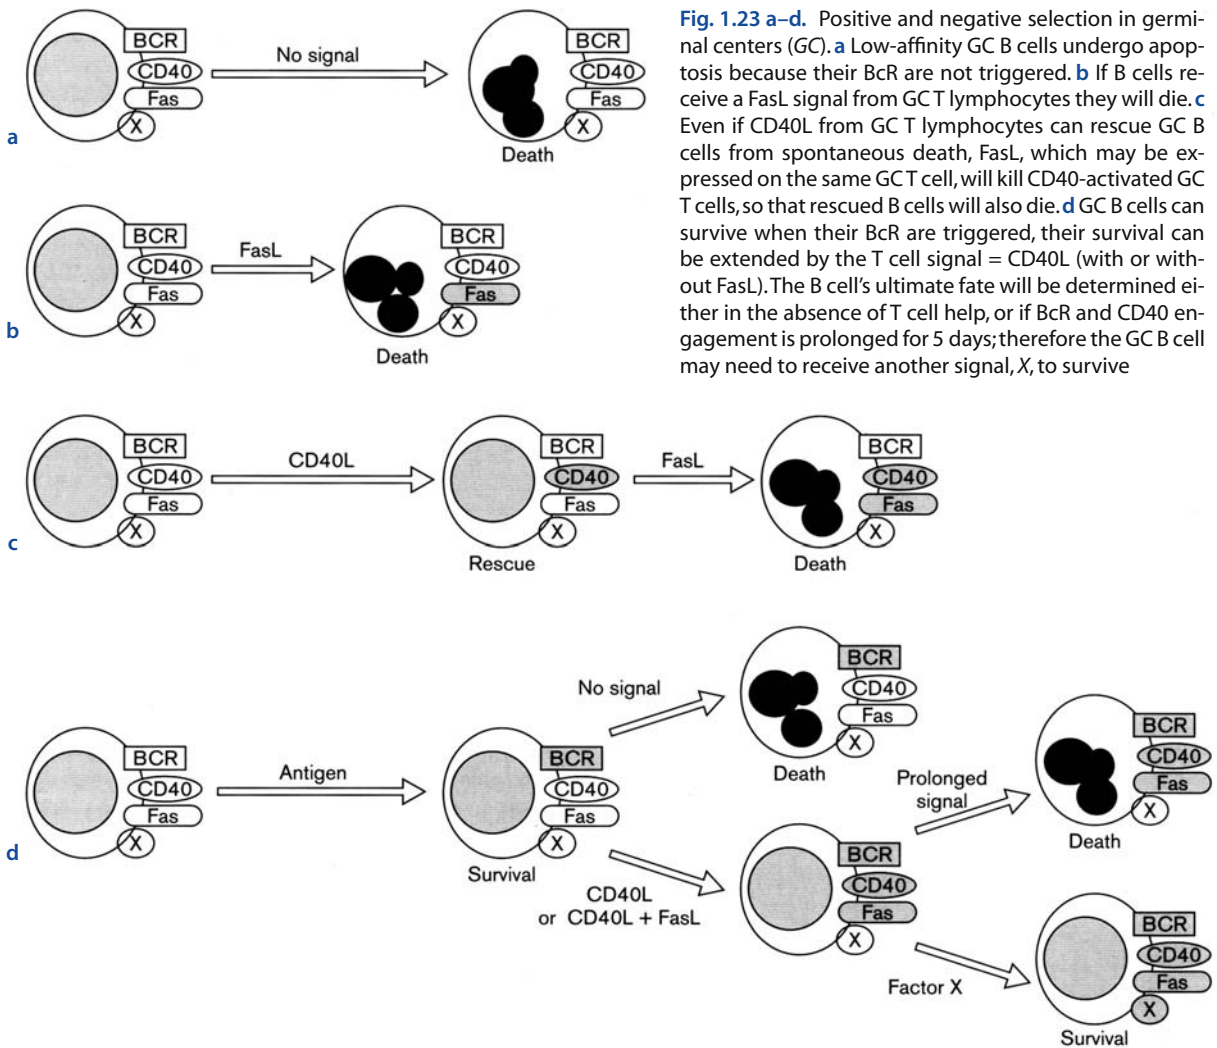 Fig. 1.23 a–d. Positive and negative selection in germi-
nal centers (GC). a Low-affinity GC B cells undergo apop-
tosis because their BcR are not triggered. b If B cells re-
ceive a FasL signal from GC T lymphocytes they will die. c
Even if CD40L from GC T lymphocytes can rescue GC B
cells from spontaneous death, FasL, which may be ex-
pressed on the same GC T cell, will kill CD40-activated GC
T cells, so that rescued B cells will also die. d GC B cells can
survive when their BcR are triggered, their survival can
be extended by the T cell signal = CD40L (with or with-
out FasL). The B cell's ultimate fate will be determined ei-
ther in the absence of T cell help, or if BcR and CD40 en-
gagement is prolonged for 5 days; therefore the GC B cell
may need to receive another signal, X, to survive
a
BCR
CD40
Fas
X
No signal
BCR
CD40
Fas
X
Death
b
BCR
CD40
Fas
X
FasL
BCR
CD40
Fas
X
Death
c
BCR
CD40
Fas
X
CD40L
BCR
CD40
Fas
X
Rescue
FasL
BCR
CD40
Fas
X
Death
d
BCR
CD40
Fas
X
Antigen
BCR
CD40
Fas
X
Survival
No signal
BCR
CD40
Fas
X
Death
CD40L
or CD40L + FasL
BCR
CD40
Fas
X
Prolonged
signal
BCR
CD40
Fas
X
Death
Factor X
BCR
CD40
Fas
X
Survival